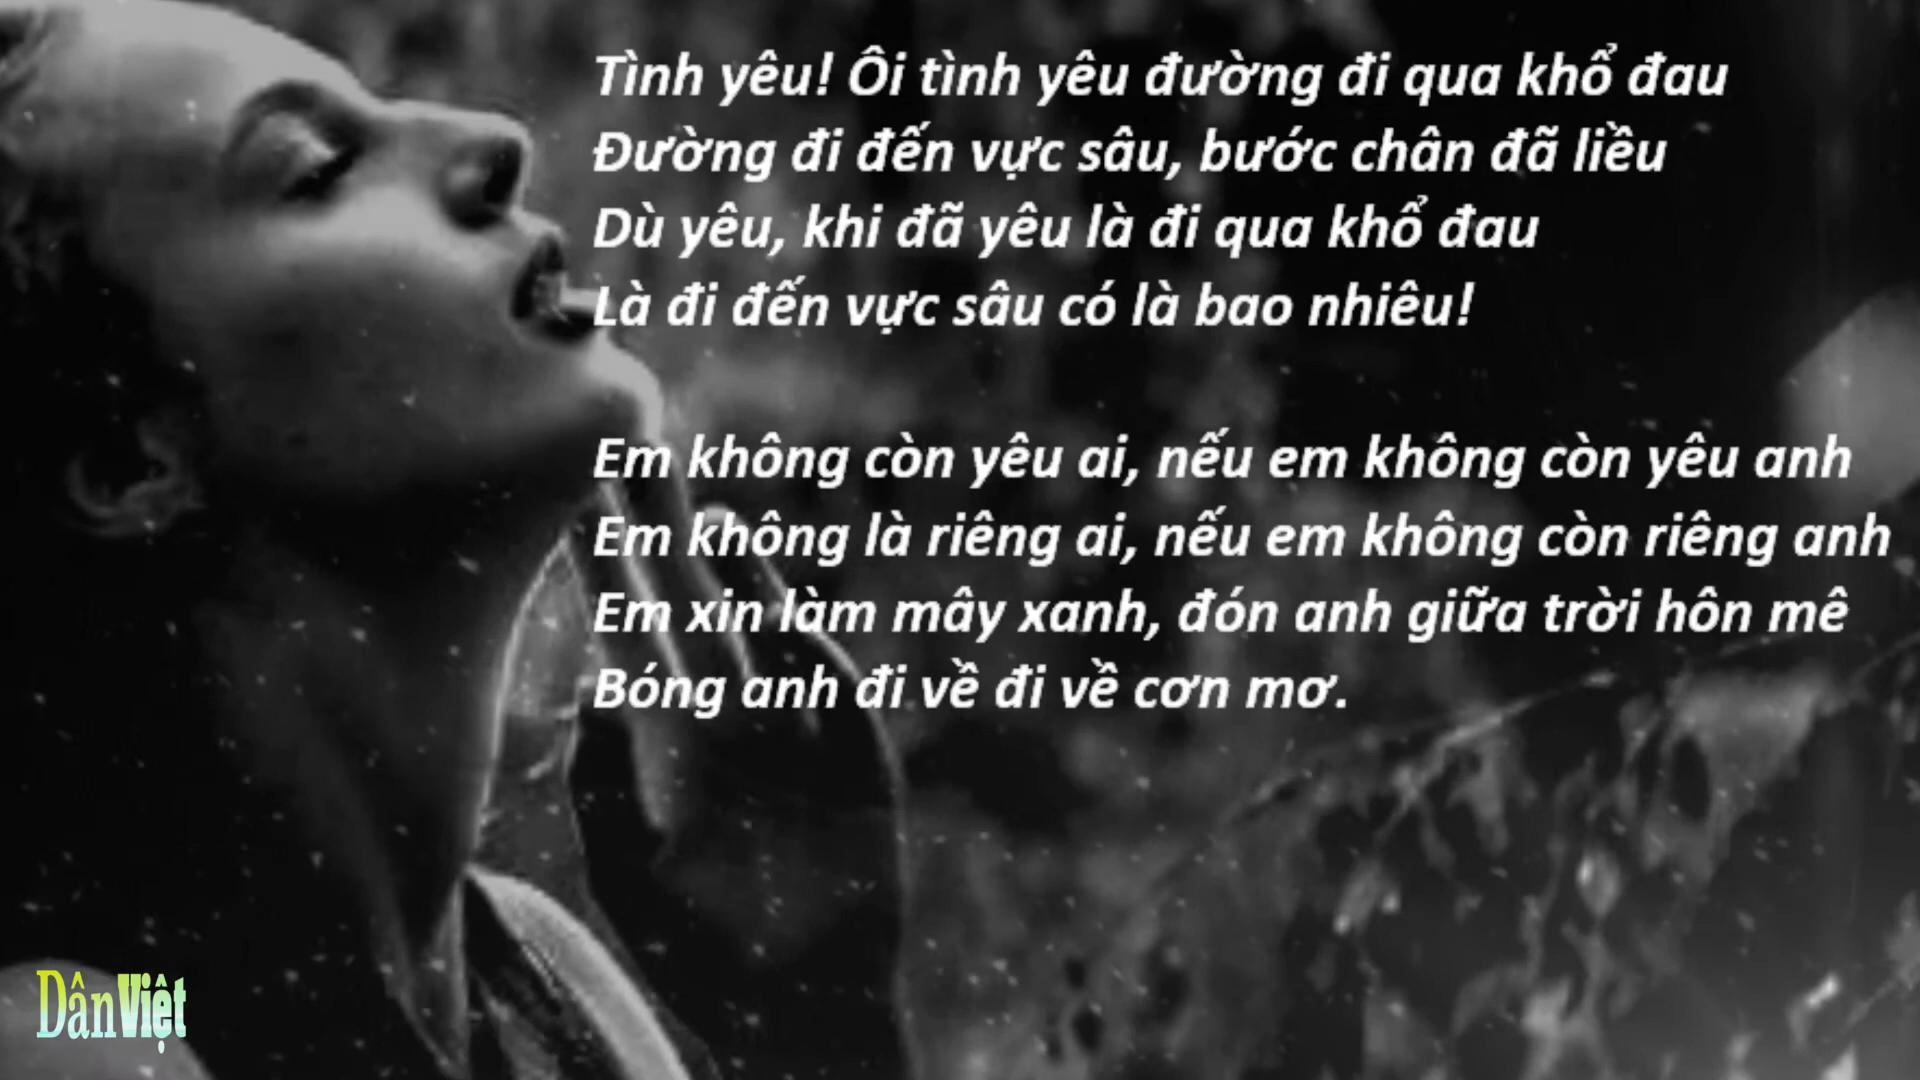 Tình yêu! Ôi tình yêu đường đi qua khổ đau
Đường đi đến vực sâu, bước chân đã liều
Dù yêu, khi đã yêu là đi qua khổ đau
Là đi đến vực sâu có là bao nhiêu!
Em không còn yêu ai, nếu em không còn yêu anh
Em không là riêng ai, nếu em không còn riêng anh
Em xin làm mây xanh, đón anh giữa trời hôn mê
Bóng anh đi về đi về cơn mơ.
Dân Việt